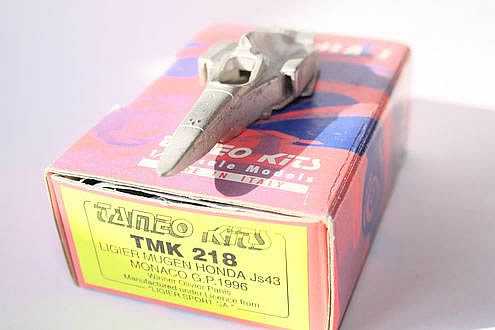 KITS
Models
IN ITALY
TAMEO KITS
TMK 218
LIGIER MUGEN HONDA Js43
MONACO G.P. 1996
Winner Olivier Panis
Manufactured under Licence from
"LIGIER SPORT SA"